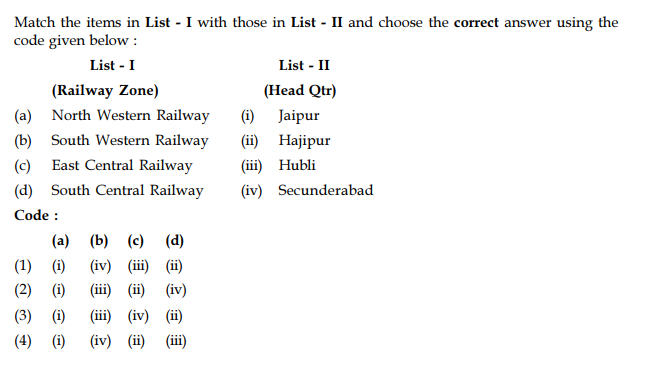 Match the items in List - I with those in List - II and choose the correct answer using the
code given below :
List - I List - II
(Railway Zone) (Head Qtr)
(a) North Western Railway (i) Jaipur
(b) South Western Railway (ii) Hajipur
(c) East Central Railway (iii) Hubli
(d) South Central Railway (iv) Secunderabad
Code :
(a) (b) (c) (d)
(1) (i) (iv) (iii) (ii)
(2) (i) (iii) (ii) (iv)
(3) (i) (iii) (iv) (ii)
(4) (i) (iv) (ii) (iii)